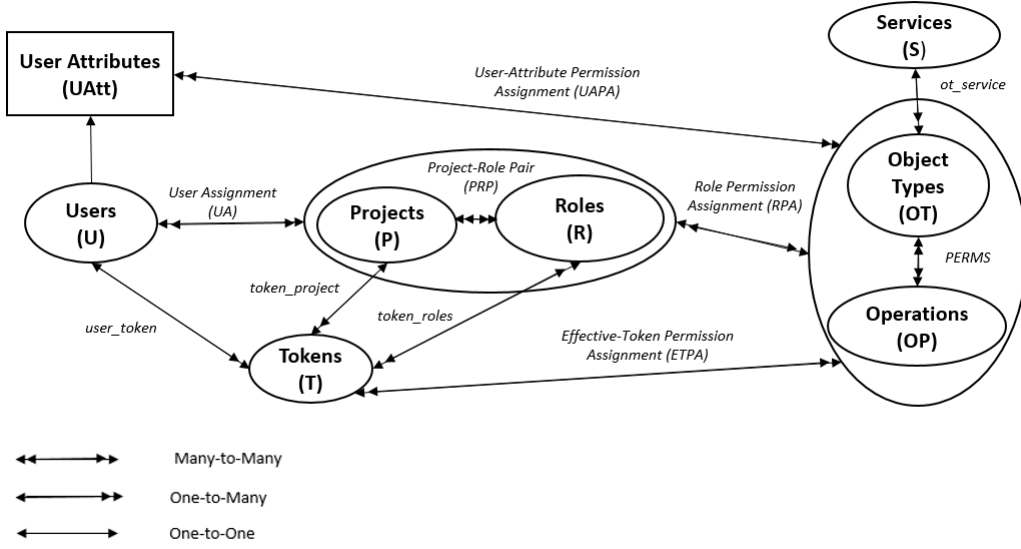 Services
(S)
User Attributes
(UAtt)
User-Attribute Permission
Assignment (UAPA)
ot_service
Object
Types
(OT)
Project-Role Pair
(PRP)
User Assignment
(UA)
Role Permission
Assignment (RPA)
Users
(U)
Projects
(P)
Roles
(R)
PERMS
token_project
token_roles
user_token
Operations
(OP)
Effective-Token Permission
Assignment (ETPA)
Tokens
(T)
Many-to-Many
One-to-Many
One-to-One